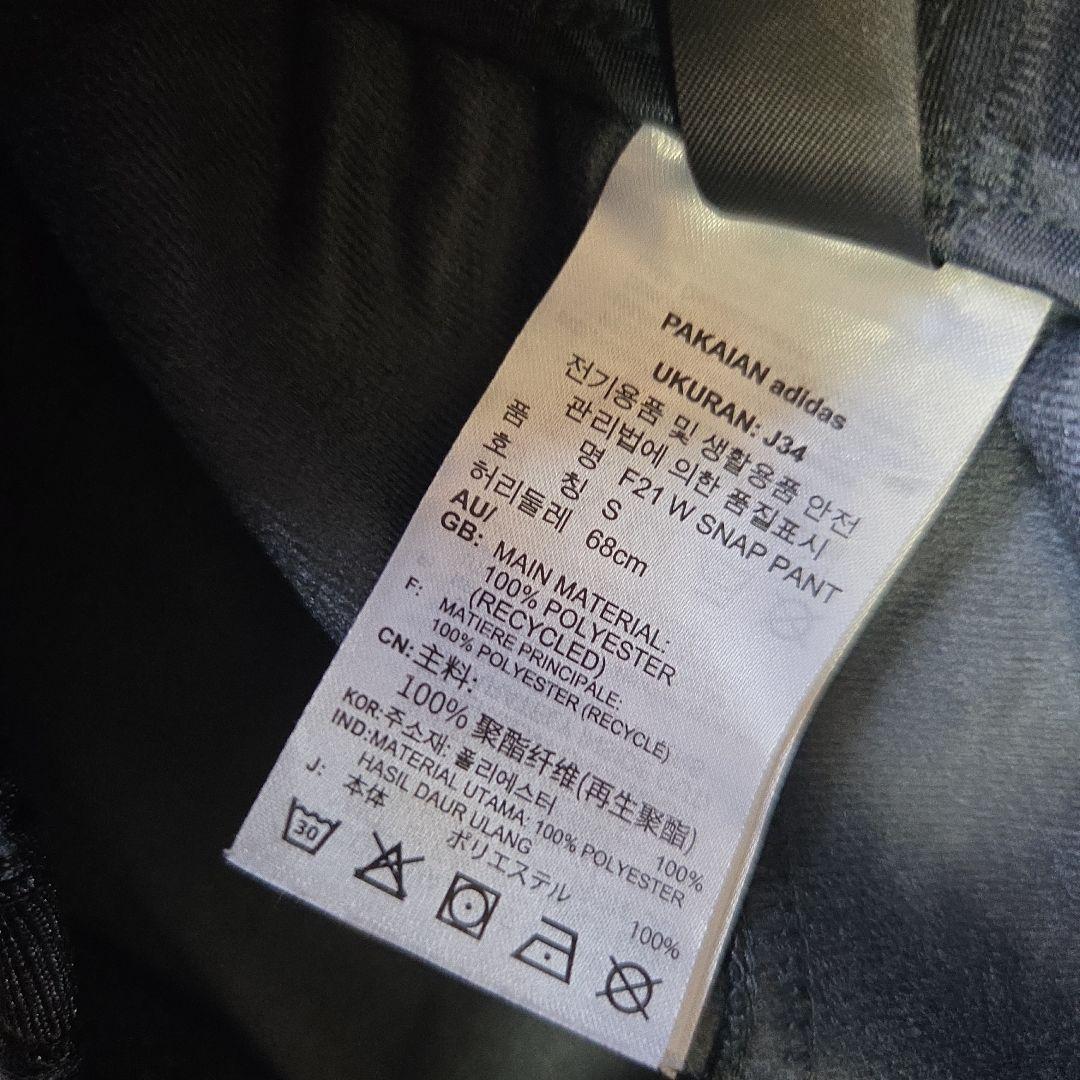 PAKAIAN adidas
UKURAN: J34
전기용품 및 생활용품 안전
관리법에 의한 품질표시
품 명 F21 W SNAP PANT
호 칭 S
허리둘레 68cm
AU/
GB: MAIN MATERIAL:
100% POLYESTER
(RECYCLED)
F: MATIERE PRINCIPALE:
100% POLYESTER (RECYCLE)
CN: 主料:
100% 聚酯纤维(再生聚酯)
KOR: 주소재: 폴리에스터 100%
IND:MATERIAL UTAMA: 100% POLYESTER
HASIL DAUR ULANG
J: 本体
ポリエステル 100%
30